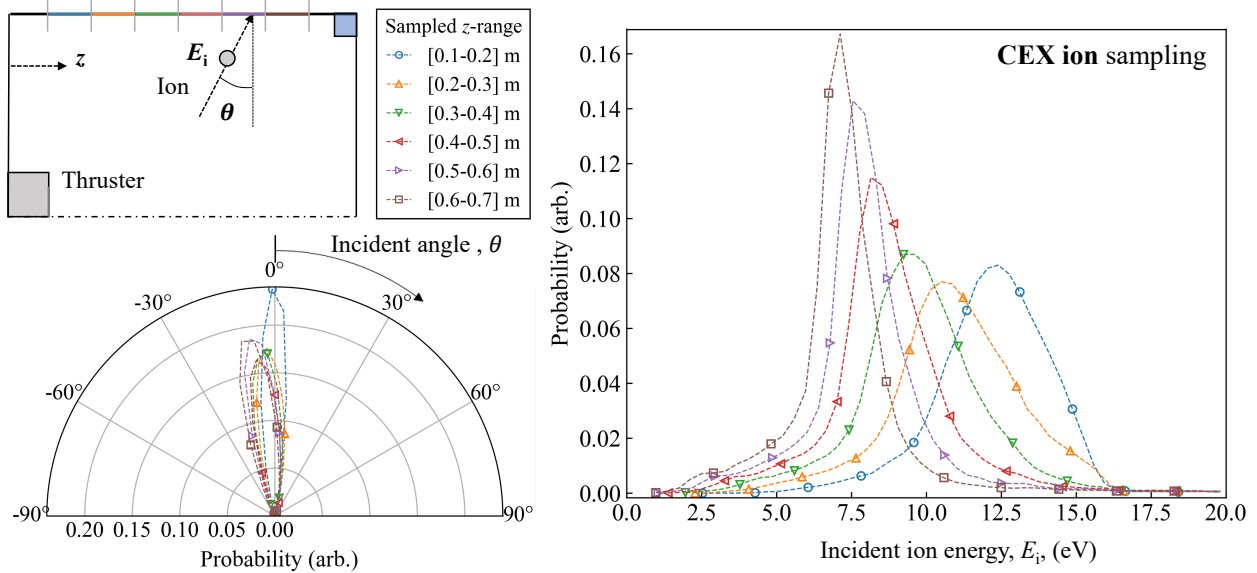 z
E_i
Ion
θ
Thruster
Sampled z-range
[0.1-0.2] m
[0.2-0.3] m
[0.3-0.4] m
[0.4-0.5] m
[0.5-0.6] m
[0.6-0.7] m
Incident angle , θ
0°
-30°
30°
-60°
60°
-90°
90°
0.20 0.15 0.10 0.05 0.00
Probability (arb.)
CEX ion sampling
Probability (arb.)
0.16
0.14
0.12
0.10
0.08
0.06
0.04
0.02
0.00
0.0 2.5 5.0 7.5 10.0 12.5 15.0 17.5 20.0
Incident ion energy, E_i, (eV)